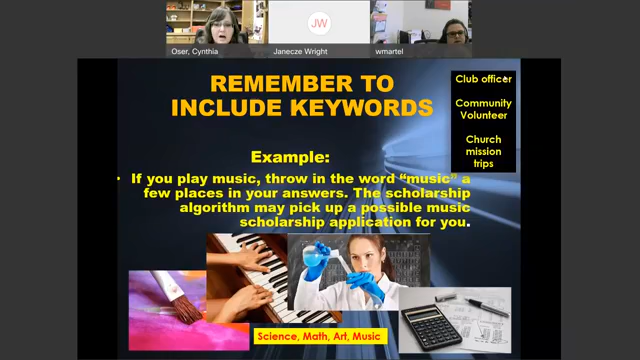 JW
Oser, Cynthia
Janecze Wright
wmartel
REMEMBER TO
INCLUDE KEYWORDS
Club officer
Community
Volunteer
Church
mission
trips
Example:
• If you play music, throw in the word “music” a
few places in your answers. The scholarship
algorithm may pick up a possible music
scholarship application for you.
Science, Math, Art, Music